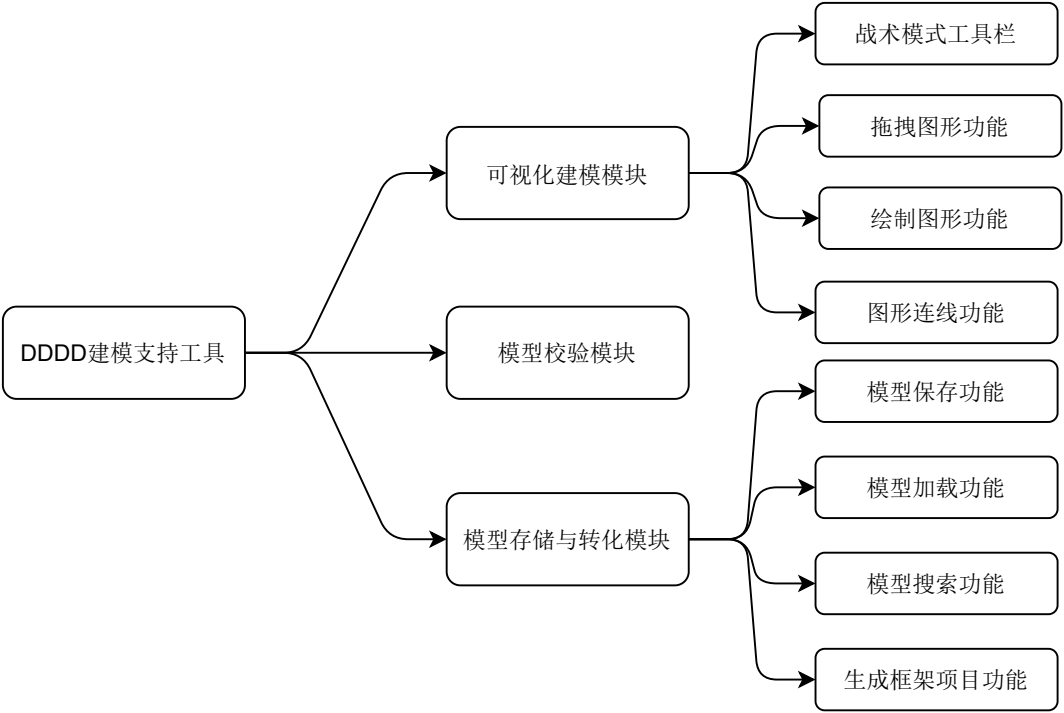 战术模式工具栏
拖拽图形功能
可视化建模模块
绘制图形功能
图形连线功能
DDDD建模支持工具
模型校验模块
模型保存功能
模型加载功能
模型存储与转化模块
模型搜索功能
生成框架项目功能